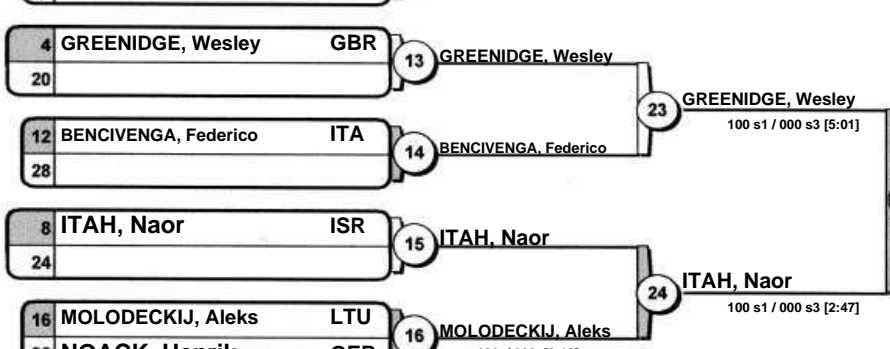 4 GREENIDGE, Wesley GBR
20
13
GREENIDGE, Wesley
12 BENCIVENGA, Federico ITA
28
14
BENCIVENGA, Federico
23
GREENIDGE, Wesley
100 s1 / 000 s3 [5:01]
8 ITAH, Naor ISR
24
15
ITAH, Naor
16 MOLODECKIJ, Aleks LTU
16
MOLODECKIJ, Aleks
24
ITAH, Naor
100 s1 / 000 s3 [2:47]